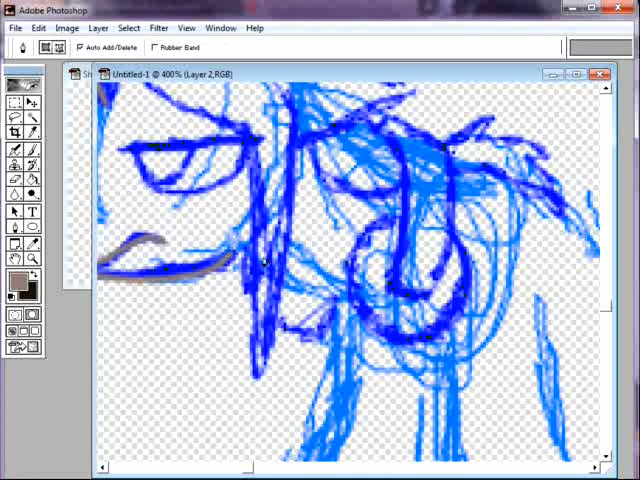 Adobe Photoshop
File Edit Image Layer Select Filter View Window Help
Auto Add/Delete Rubber Band
Untitled-1 @ 400% (Layer 2,RGB)